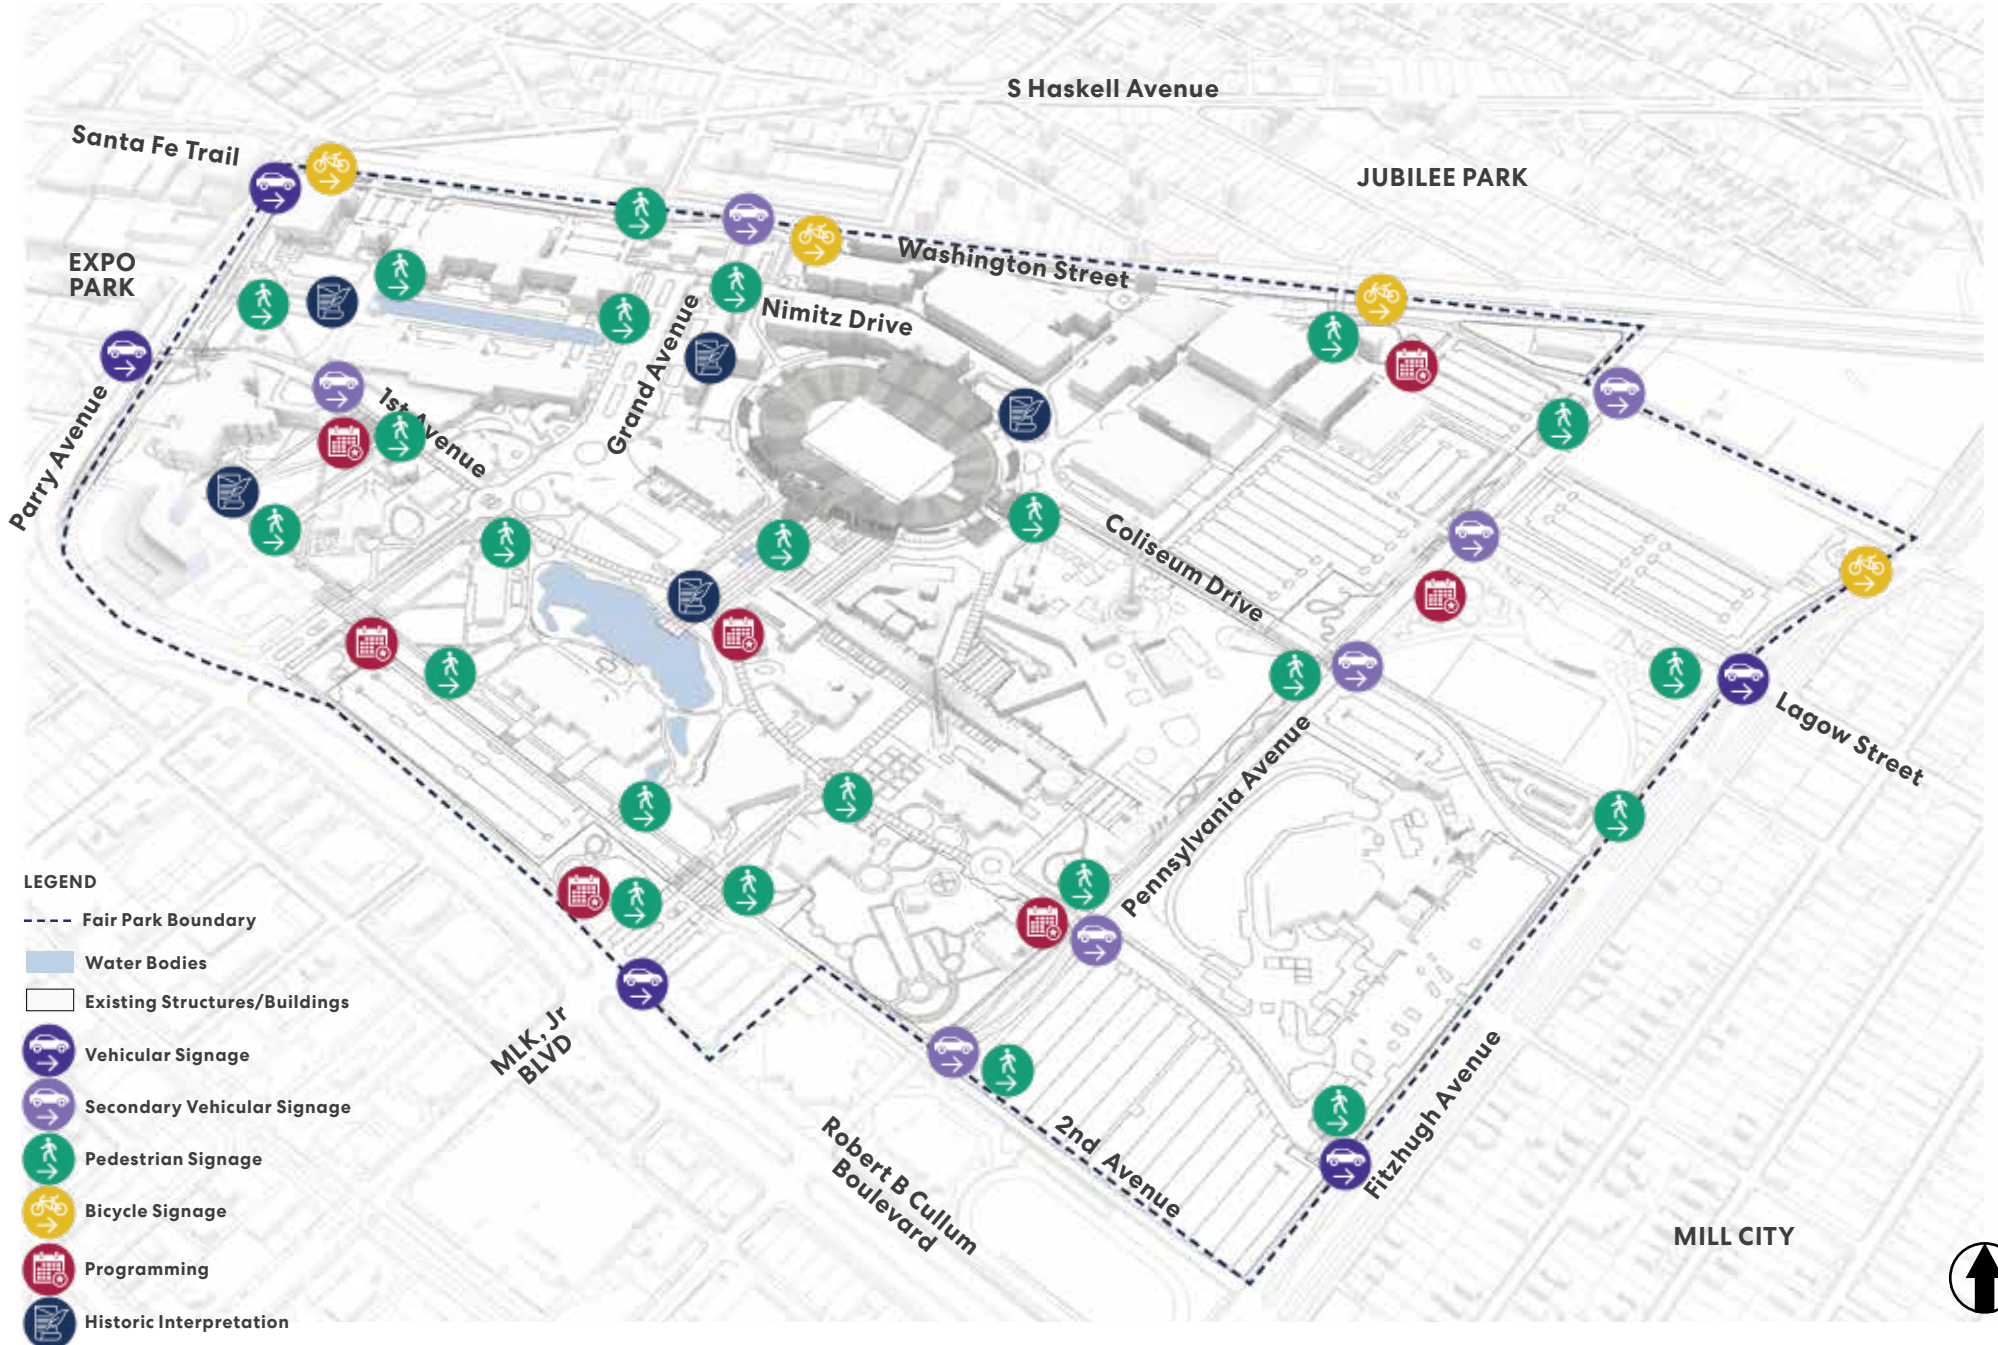 S Haskell Avenue
Santa Fe Trail
JUBILEE PARK
EXPO
PARK
Washington Street
Nimitz Drive
Grand Avenue
1st Avenue
Parry Avenue
Coliseum Drive
Lagow Street
Pennsylvania Avenue
MLK, Jr
BLVD
Robert B Cullum
Boulevard
2nd Avenue
Fitzhugh Avenue
MILL CITY
LEGEND
Fair Park Boundary
Water Bodies
Existing Structures/Buildings
Vehicular Signage
Secondary Vehicular Signage
Pedestrian Signage
Bicycle Signage
Programming
Historic Interpretation